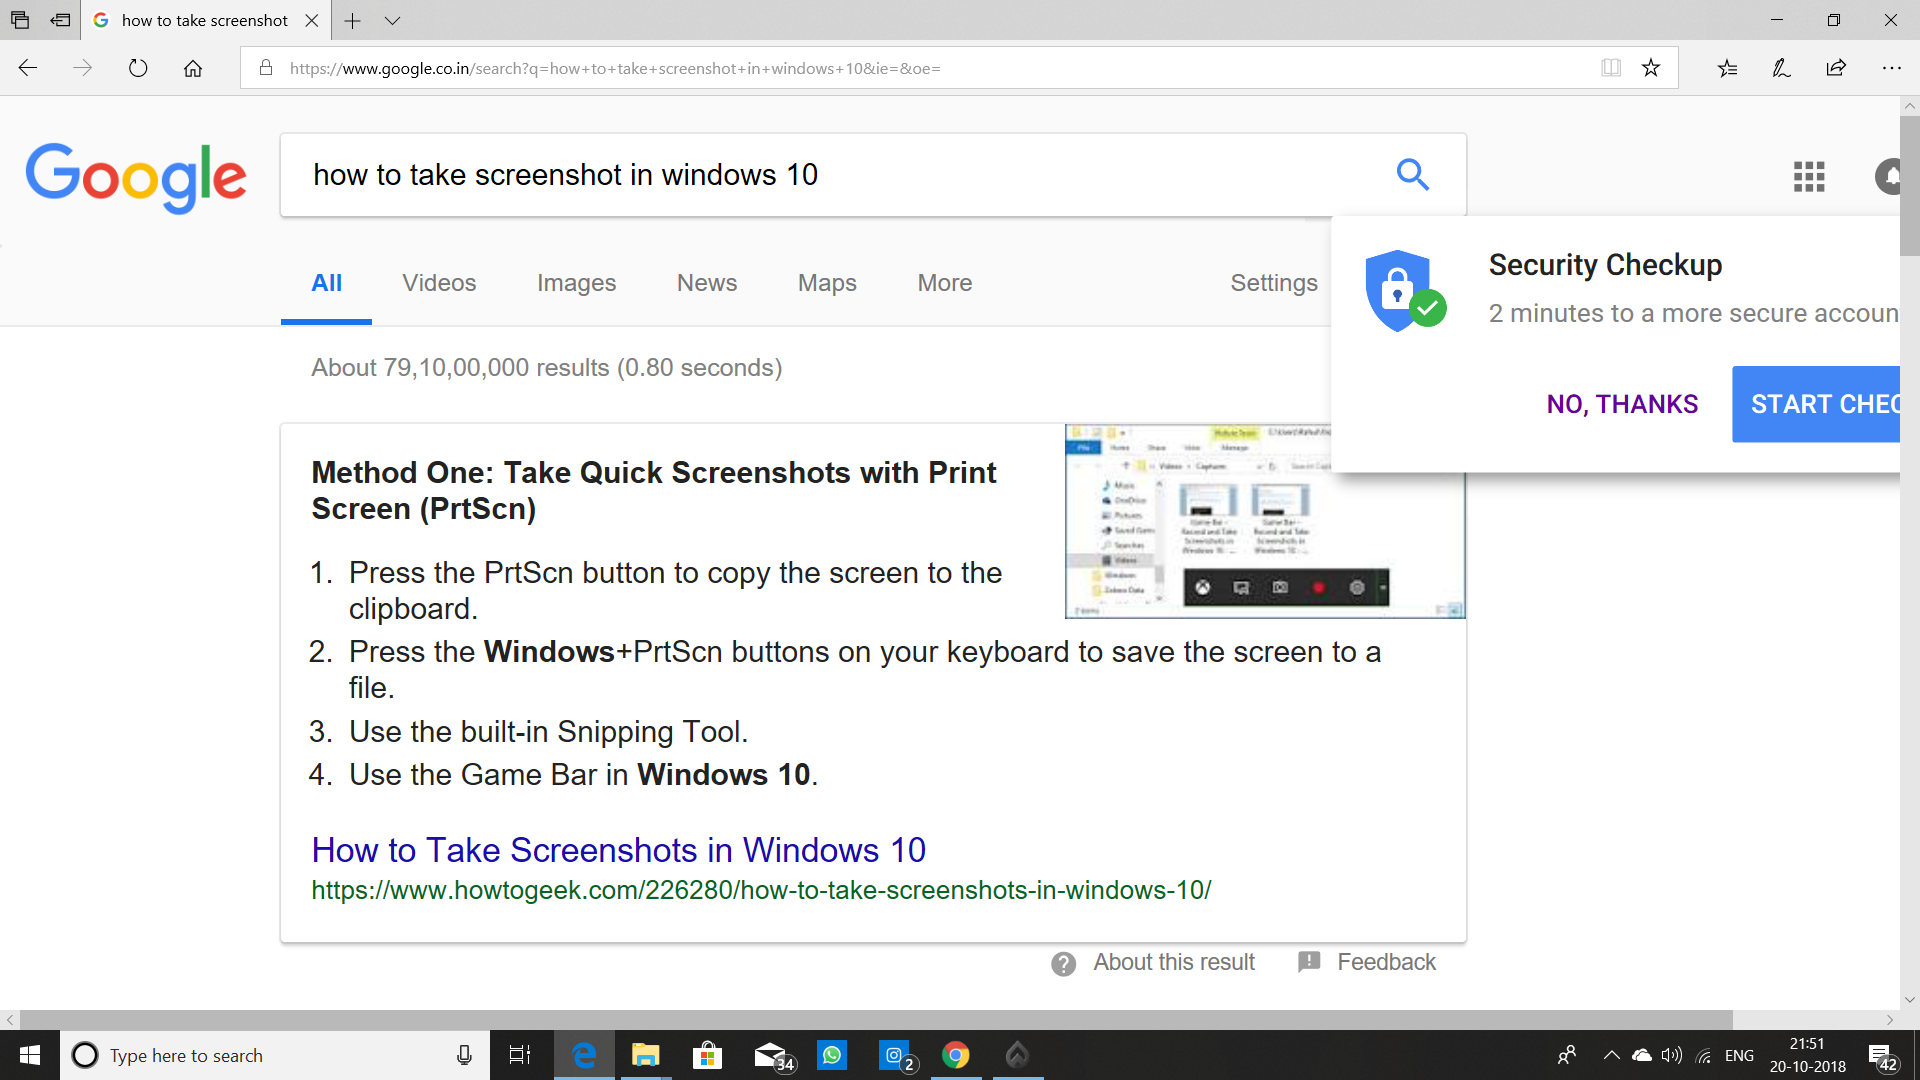 how to take screenshot
https://www.google.co.in/search?q=how+to+take+screenshot+in+windows+10&ie=&oe=
Google
how to take screenshot in windows 10
All Videos Images News Maps More Settings
Security Checkup
2 minutes to a more secure accoun
NO, THANKS START CHEC
About 79,10,00,000 results (0.80 seconds)
Method One: Take Quick Screenshots with Print
Screen (PrtScn)
1. Press the PrtScn button to copy the screen to the
clipboard.
2. Press the Windows+PrtScn buttons on your keyboard to save the screen to a
file.
3. Use the built-in Snipping Tool.
4. Use the Game Bar in Windows 10.
How to Take Screenshots in Windows 10
https://www.howtogeek.com/226280/how-to-take-screenshots-in-windows-10/
About this result Feedback
Type here to search
34
2
ENG
21:51
20-10-2018
42